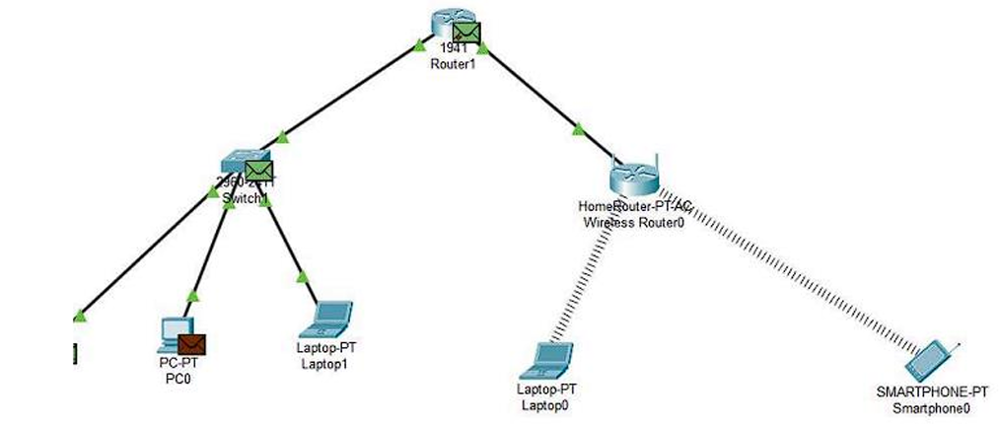 1941
Router1
2960-24TT
Switch1
HomeRouter-PT-AC
Wireless Router0
PC-PT
PC0
Laptop-PT
Laptop1
Laptop-PT
Laptop0
SMARTPHONE-PT
Smartphone0